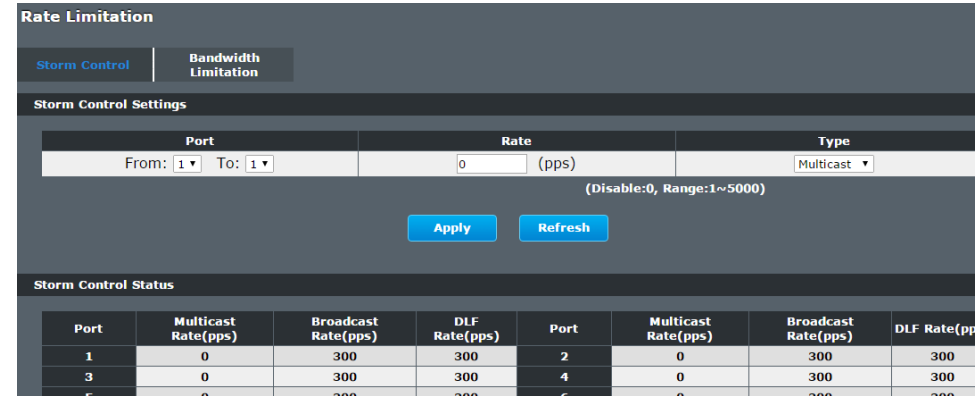 Rate Limitation
Storm Control
Bandwidth
Limitation
Storm Control Settings
Port Rate Type
From: 1 To: 1 0 (pps) Multicast
(Disable:0, Range:1~5000)
Apply Refresh
Storm Control Status
Port Multicast Rate(pps) Broadcast Rate(pps) DLF Rate(pps) Port Multicast Rate(pps) Broadcast Rate(pps) DLF Rate(pp
1 0 300 300 2 0 300 300
3 0 300 300 4 0 300 300